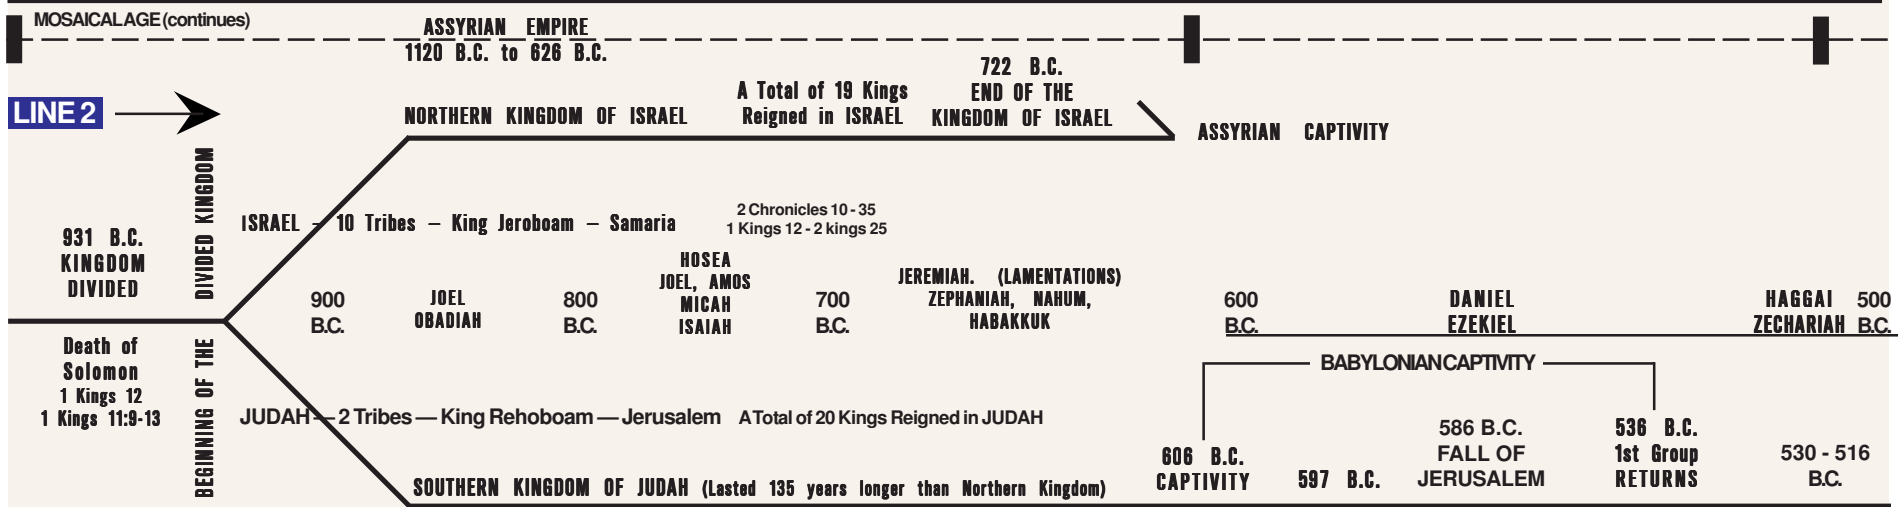 MOSAICAL AGE (continues)
ASSYRIAN EMPIRE
1120 B.C. to 626 B.C.
LINE 2
NORTHERN KINGDOM OF ISRAEL
A Total of 19 Kings
Reigned in ISRAEL
722 B.C.
END OF THE
KINGDOM OF ISRAEL
ASSYRIAN CAPTIVITY
931 B.C.
KINGDOM
DIVIDED
BEGINNING OF THE DIVIDED KINGDOM
ISRAEL – 10 Tribes – King Jeroboam – Samaria
2 Chronicles 10 - 35
1 Kings 12 - 2 kings 25
900
B.C.
JOEL
OBADIAH
800
B.C.
HOSEA
JOEL, AMOS
MICAH
ISAIAH
700
B.C.
JEREMIAH. (LAMENTATIONS)
ZEPHANIAH, NAHUM,
HABAKKUK
600
B.C.
DANIEL
EZEKIEL
HAGGAI
ZECHARIAH
500
B.C.
Death of
Solomon
1 Kings 12
1 Kings 11:9-13
BABYLONIAN CAPTIVITY
JUDAH — 2 Tribes — King Rehoboam — Jerusalem
A Total of 20 Kings Reigned in JUDAH
606 B.C.
CAPTIVITY
597 B.C.
586 B.C.
FALL OF
JERUSALEM
536 B.C.
1st Group
RETURNS
530 - 516
B.C.
SOUTHERN KINGDOM OF JUDAH (Lasted 135 years longer than Northern Kingdom)